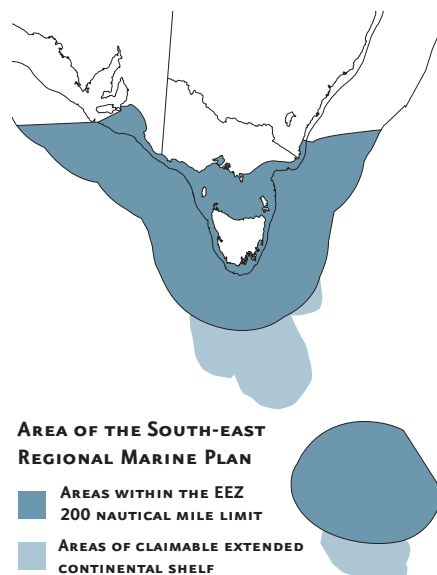 Area of the South-east
Regional Marine Plan
Areas within the EEZ
200 nautical mile limit
Areas of claimable extended
continental shelf